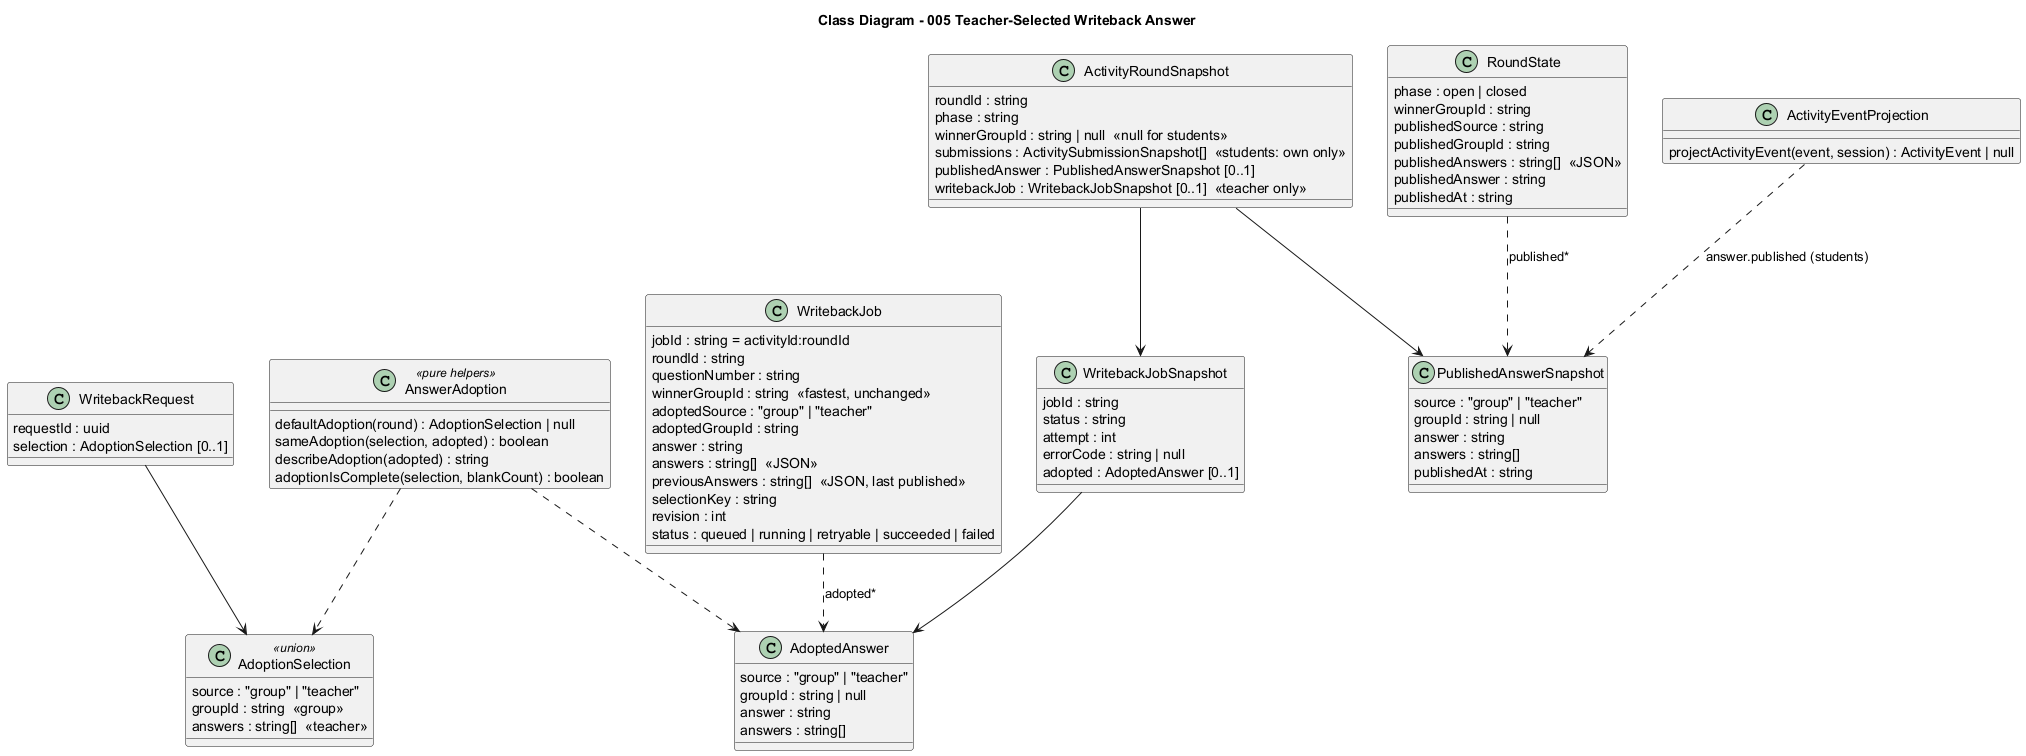 Class Diagram - 005 Teacher-Selected Writeback Answer
C ActivityRoundSnapshot
roundId : string
phase : string
winnerGroupId : string | null «null for students»
submissions : ActivitySubmissionSnapshot[] «students: own only»
publishedAnswer : PublishedAnswerSnapshot [0..1]
writebackJob : WritebackJobSnapshot [0..1] «teacher only»
C RoundState
phase : open | closed
winnerGroupId : string
publishedSource : string
publishedGroupId : string
publishedAnswers : string[] «JSON»
publishedAnswer : string
publishedAt : string
C ActivityEventProjection
projectActivityEvent(event, session) : ActivityEvent | null
published*
answer.published (students)
C WritebackRequest
requestId : uuid
selection : AdoptionSelection [0..1]
C «pure helpers»
AnswerAdoption
defaultAdoption(round) : AdoptionSelection | null
sameAdoption(selection, adopted) : boolean
describeAdoption(adopted) : string
adoptionIsComplete(selection, blankCount) : boolean
C WritebackJob
jobId : string = activityId:roundId
roundId : string
questionNumber : string
winnerGroupId : string «fastest, unchanged»
adoptedSource : "group" | "teacher"
adoptedGroupId : string
answer : string
answers : string[] «JSON»
previousAnswers : string[] «JSON, last published»
selectionKey : string
revision : int
status : queued | running | retryable | succeeded | failed
C WritebackJobSnapshot
jobId : string
status : string
attempt : int
errorCode : string | null
adopted : AdoptedAnswer [0..1]
C PublishedAnswerSnapshot
source : "group" | "teacher"
groupId : string | null
answer : string
answers : string[]
publishedAt : string
adopted*
C «union»
AdoptionSelection
source : "group" | "teacher"
groupId : string «group»
answers : string[] «teacher»
C AdoptedAnswer
source : "group" | "teacher"
groupId : string | null
answer : string
answers : string[]